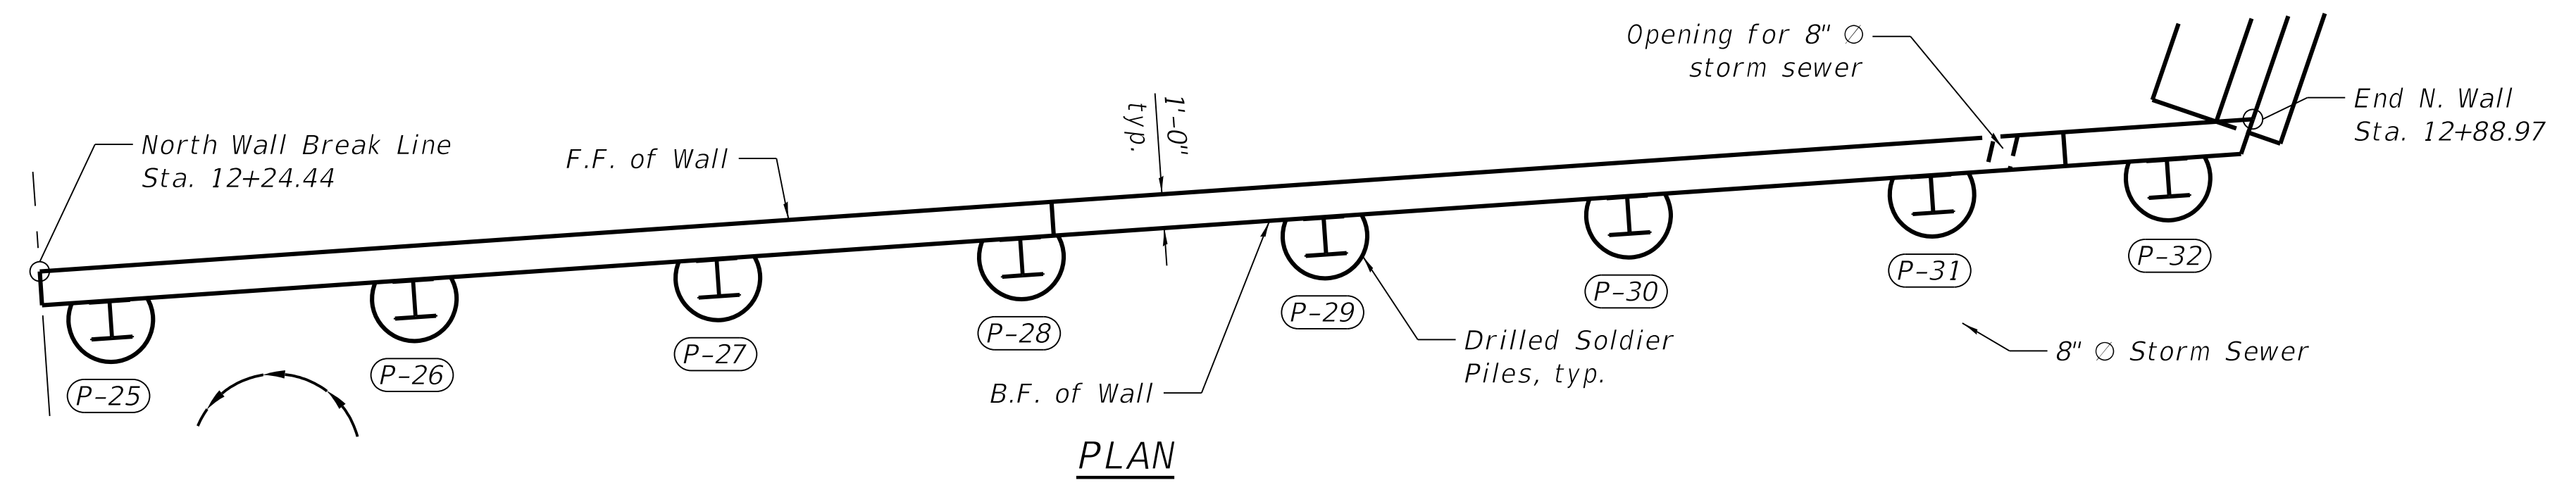 Opening for 8" ∅
storm sewer
End N. Wall
Sta. 12+88.97
1'-0"
typ.
North Wall Break Line
Sta. 12+24.44
F.F. of Wall
P-25
P-26
P-27
P-28
P-29
P-30
P-31
P-32
Drilled Soldier
Piles, typ.
8" ∅ Storm Sewer
B.F. of Wall
PLAN